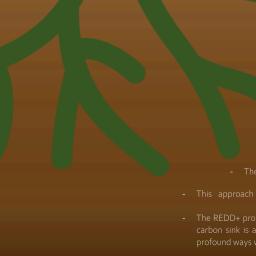 - The
- This approach
- The REDD+ pro
carbon sink is a
profound ways